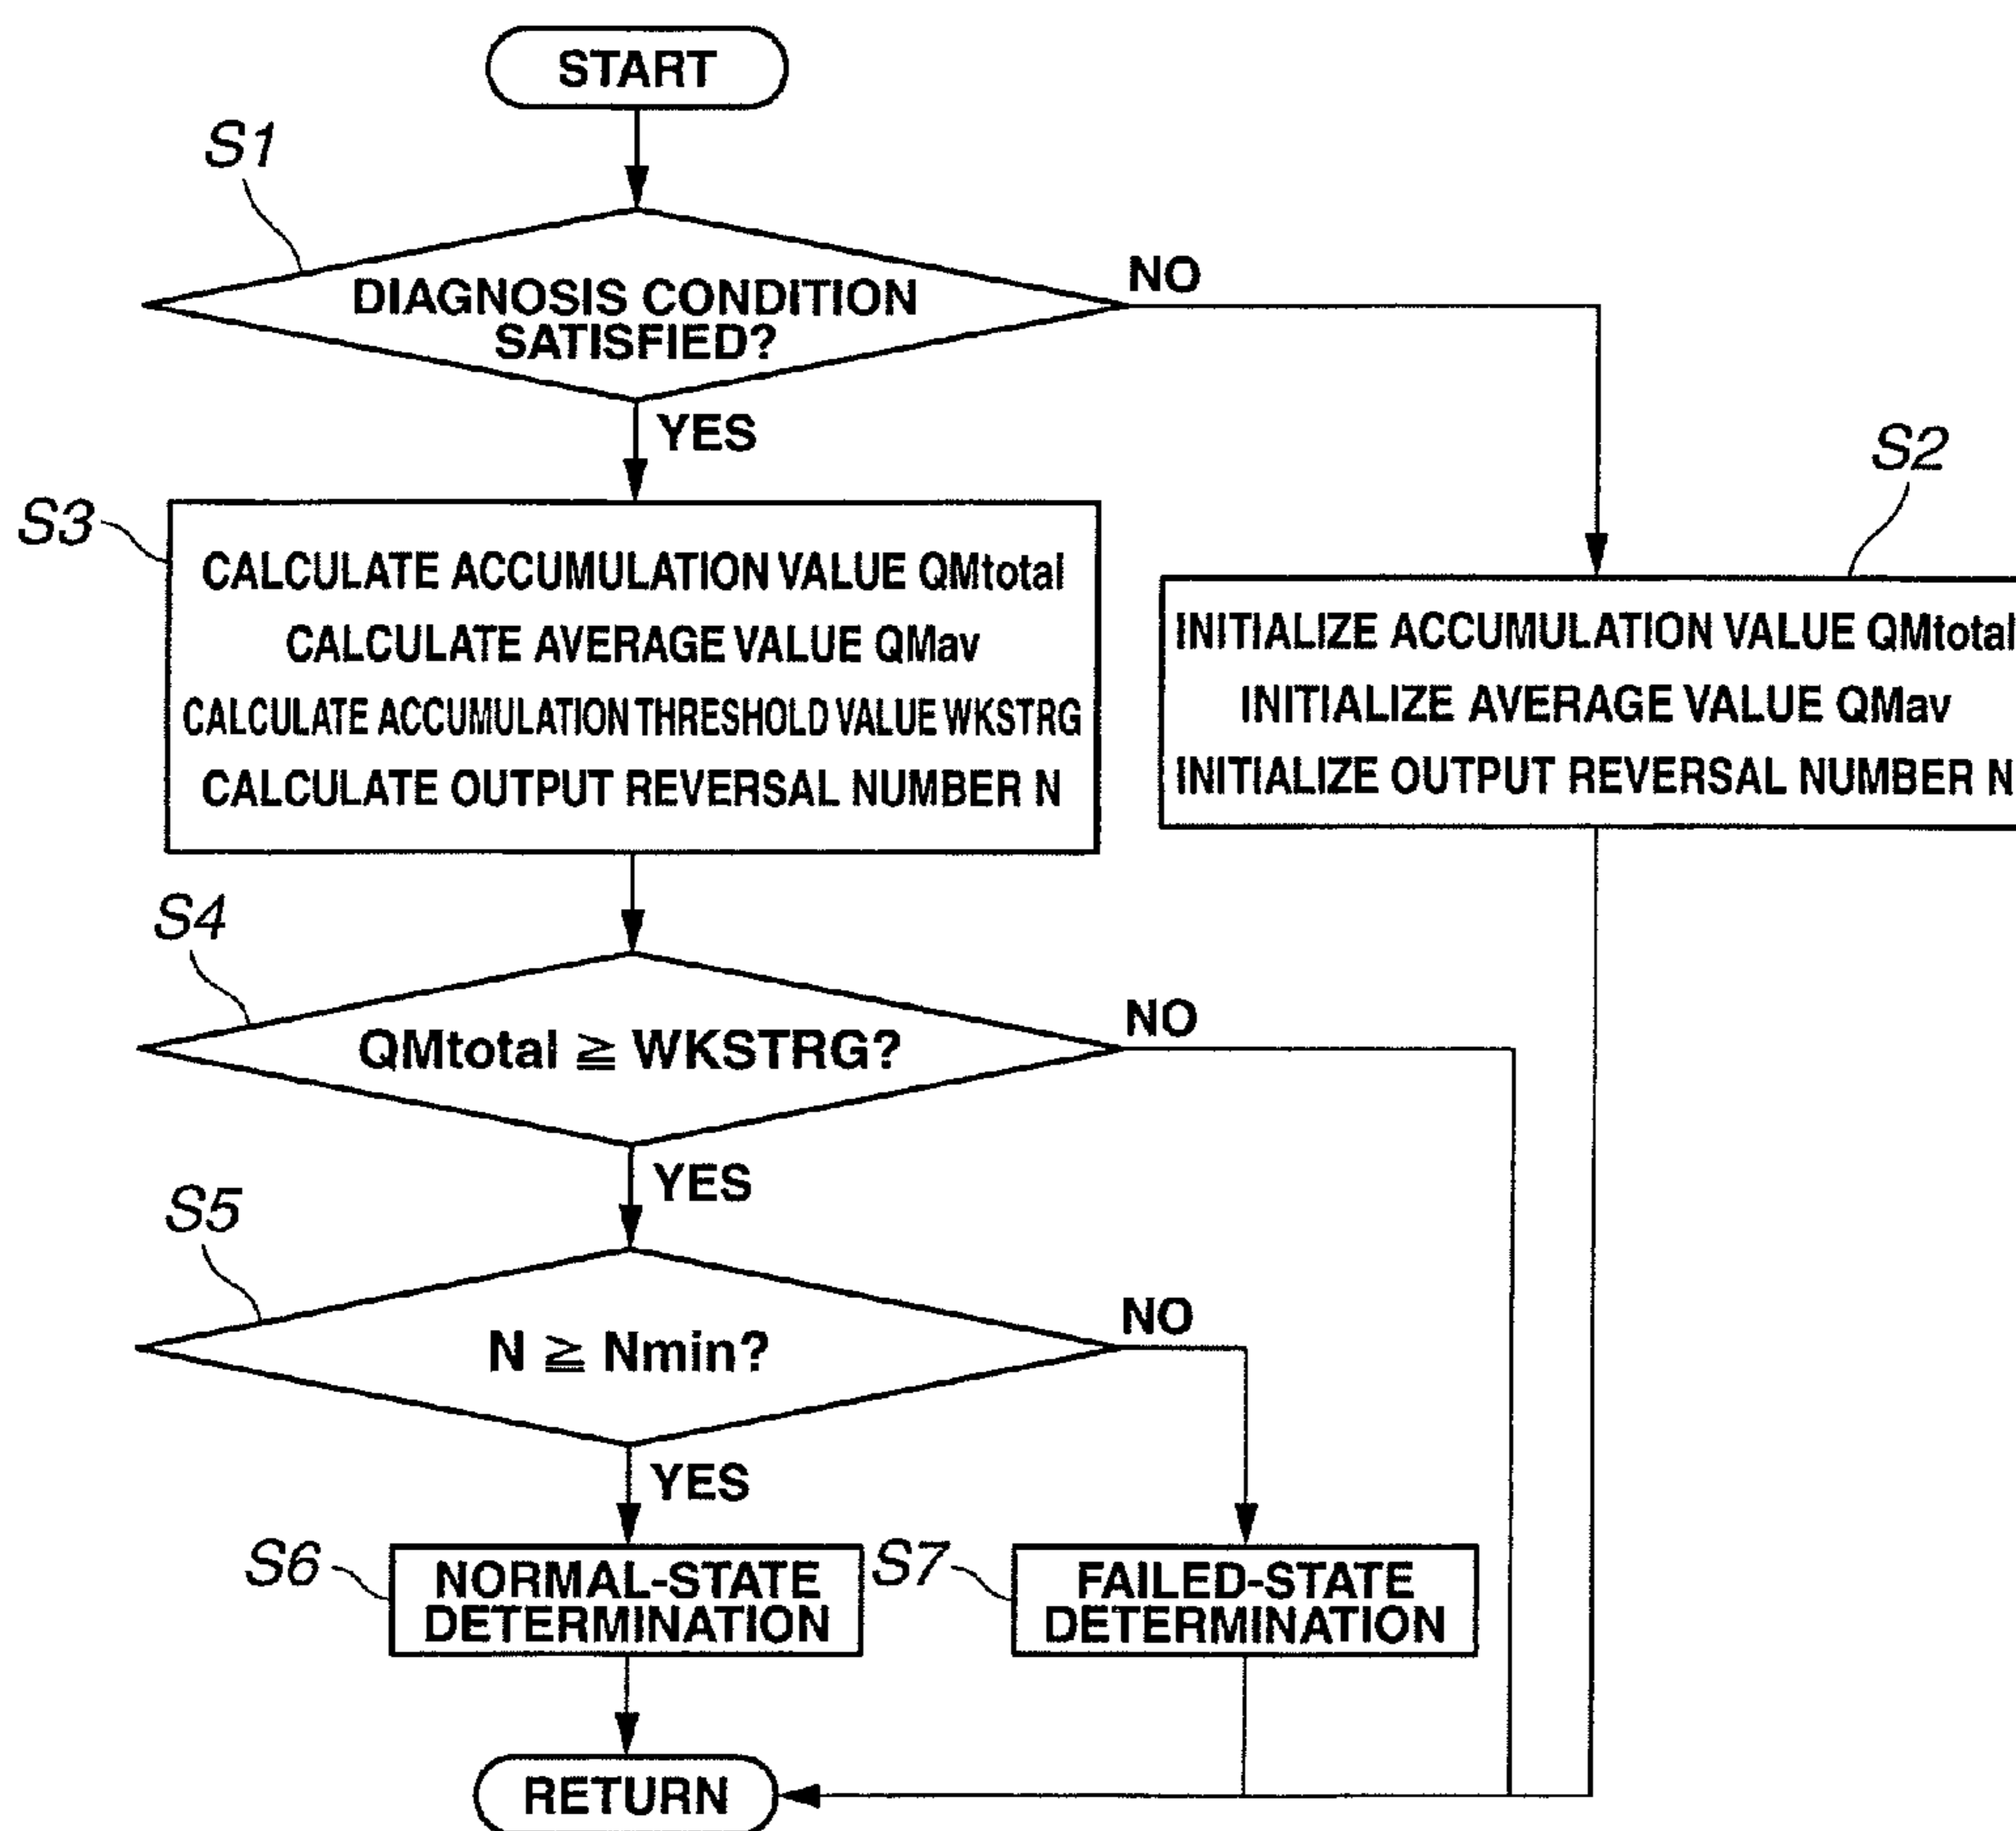 START
S1
DIAGNOSIS CONDITION
SATISFIED?
NO
YES
S2
S3
CALCULATE ACCUMULATION VALUE QMtotal
CALCULATE AVERAGE VALUE QMav
CALCULATE ACCUMULATION THRESHOLD VALUE WKSTRG
CALCULATE OUTPUT REVERSAL NUMBER N
INITIALIZE ACCUMULATION VALUE QMtotal
INITIALIZE AVERAGE VALUE QMav
INITIALIZE OUTPUT REVERSAL NUMBER N
S4
QMtotal ≧ WKSTRG?
NO
YES
S5
N ≧ Nmin?
NO
YES
S6
NORMAL-STATE
DETERMINATION
S7
FAILED-STATE
DETERMINATION
RETURN